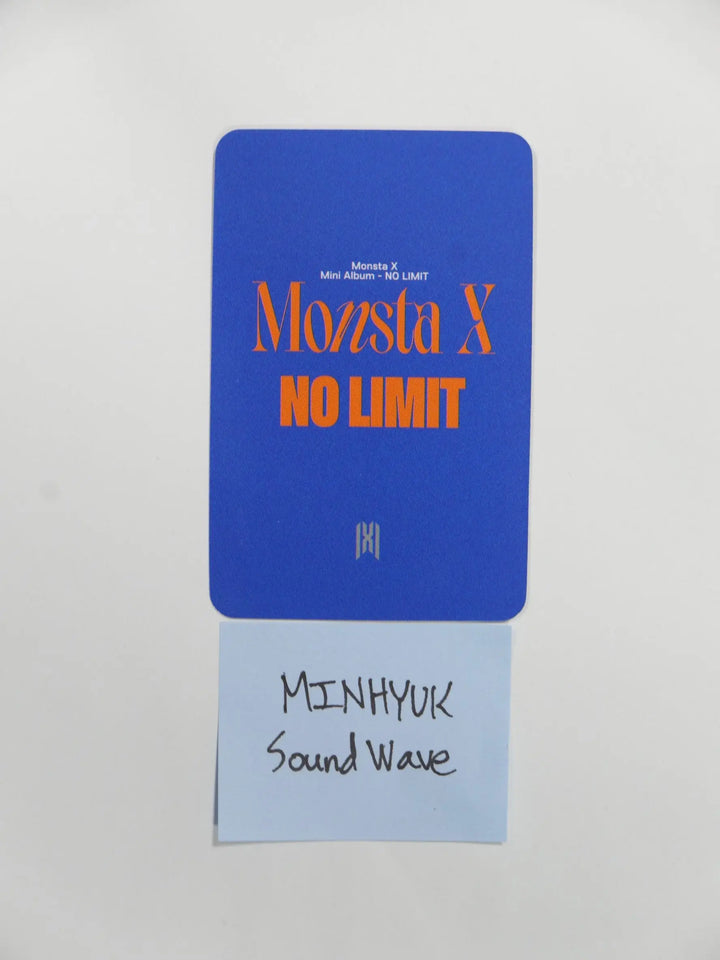 Monsta X
Mini Album - NO LIMIT
Monsta X
NO LIMIT
MINHYUK
Sound Wave